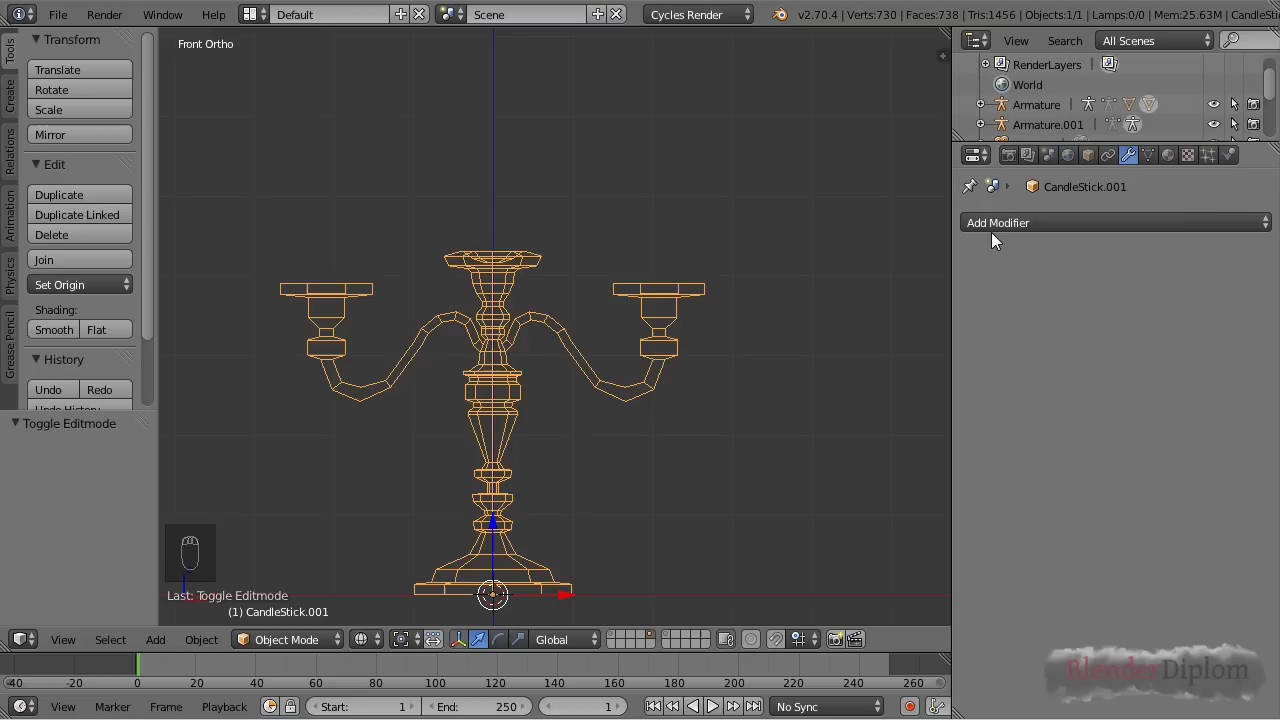 File Render Window Help Default Scene Cycles Render v2.70.4 | Verts:730 | Faces:738 | Tris:1456 | Objects:1/1 | Lamps:0/0 | Mem:25.63M | CandleStick
Tools
Create
Relations
Animation
Physics
Grease Pencil
Transform
Translate
Rotate
Scale
Mirror
Edit
Duplicate
Duplicate Linked
Delete
Join
Set Origin
Shading:
Smooth Flat
History
Undo Redo
Toggle Editmode
Front Ortho
Last: Toggle Editmode
(1) CandleStick.001
View Search All Scenes
RenderLayers
World
Armature
Armature.001
CandleStick.001
Add Modifier
View Select Add Object Object Mode Global
-40 -20 0 20 40 60 80 100 120 140 160 180 200 220 240 260
View Marker Frame Playback Start: 1 End: 250 1 No Sync
BlenderDiplom